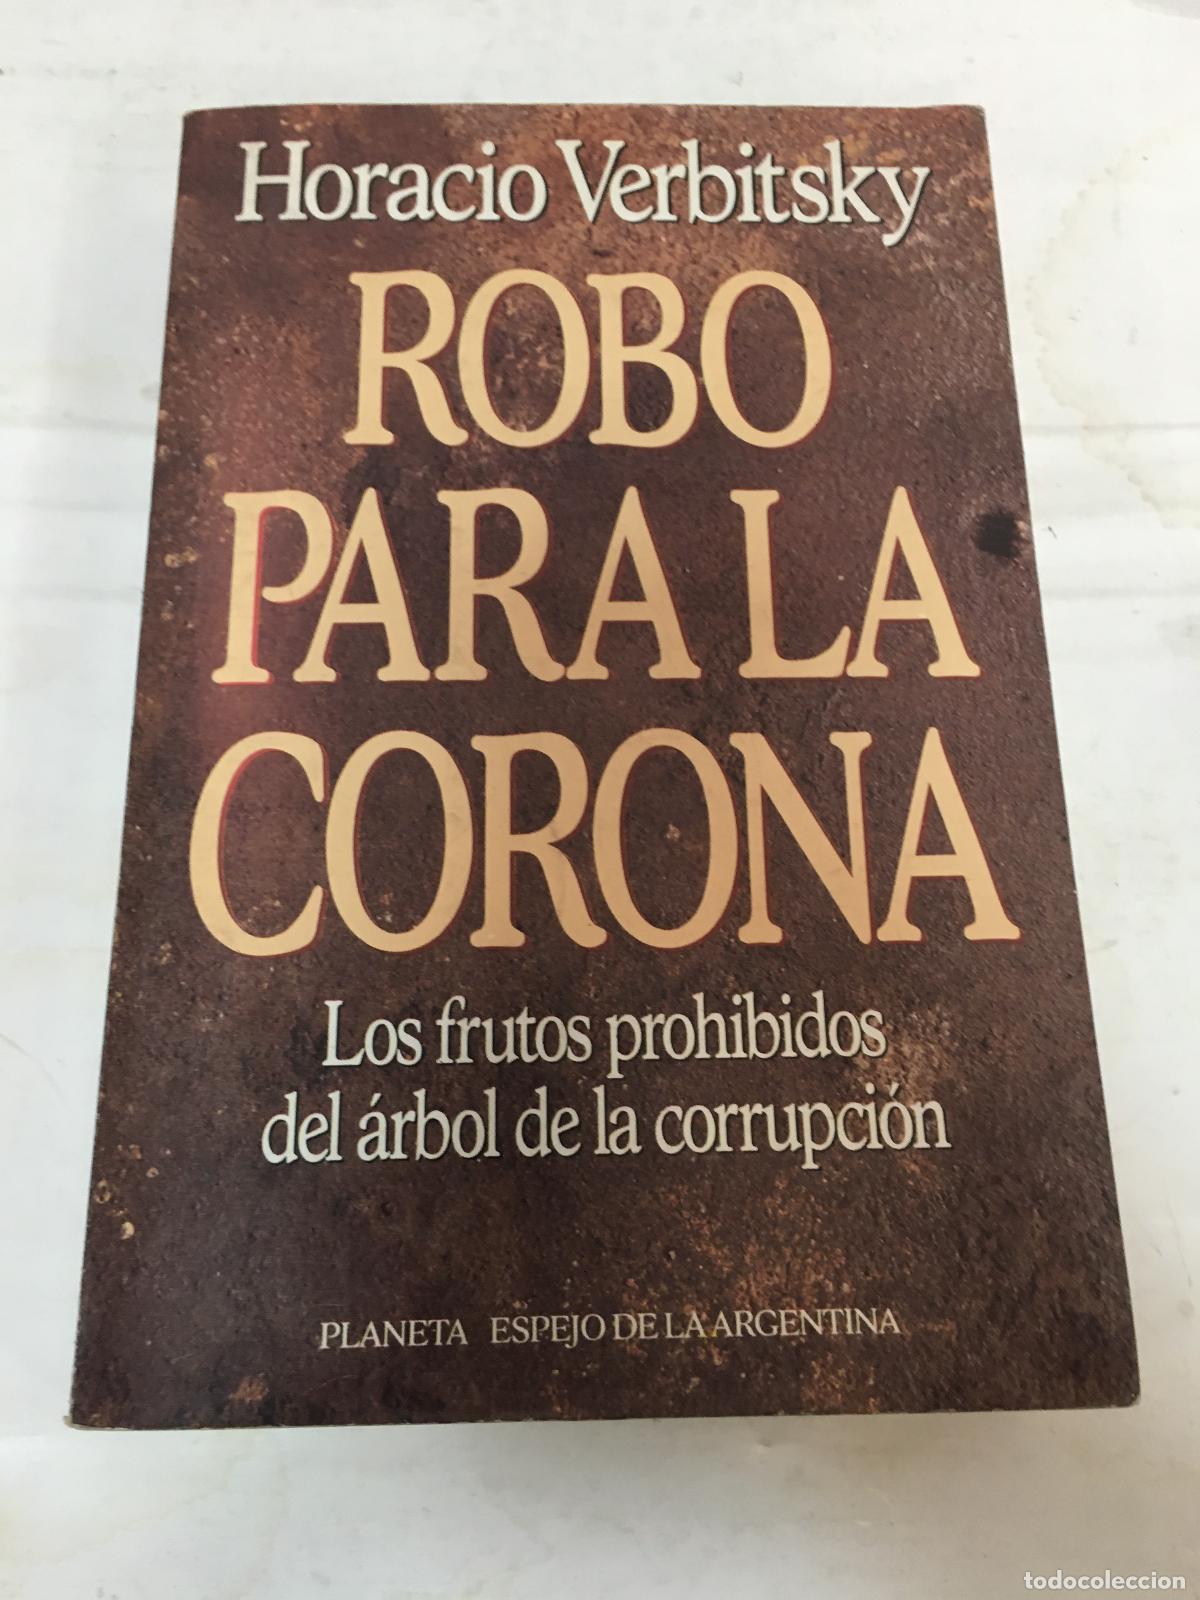 Horacio Verbitsky
ROBO
PARA LA
CORONA
Los frutos prohibidos
del árbol de la corrupción
PLANETA ESPEJO DE LA ARGENTINA
todocoleccion